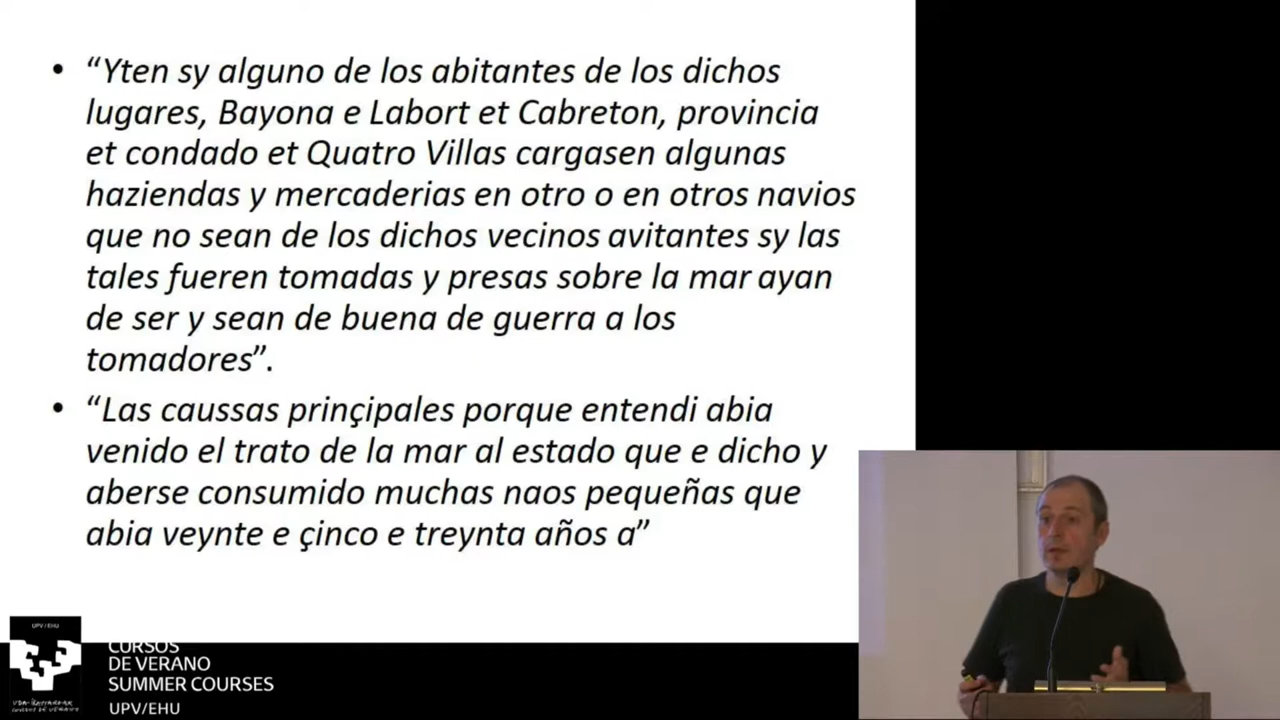 • “Yten sy alguno de los abitantes de los dichos
lugares, Bayona e Labort et Cabreton, provincia
et condado et Quatro Villas cargasen algunas
haziendas y mercaderias en otro o en otros navios
que no sean de los dichos vecinos avitantes sy las
tales fueren tomadas y presas sobre la mar ayan
de ser y sean de buena de guerra a los
tomadores”.
• “Las caussas prinçipales porque entendi abia
venido el trato de la mar al estado que e dicho y
aberse consumido muchas naos pequeñas que
abia veynte e çinco e treynta años a”
UPV / EHU
CURSOS
DE VERANO
SUMMER COURSES
UPV/EHU